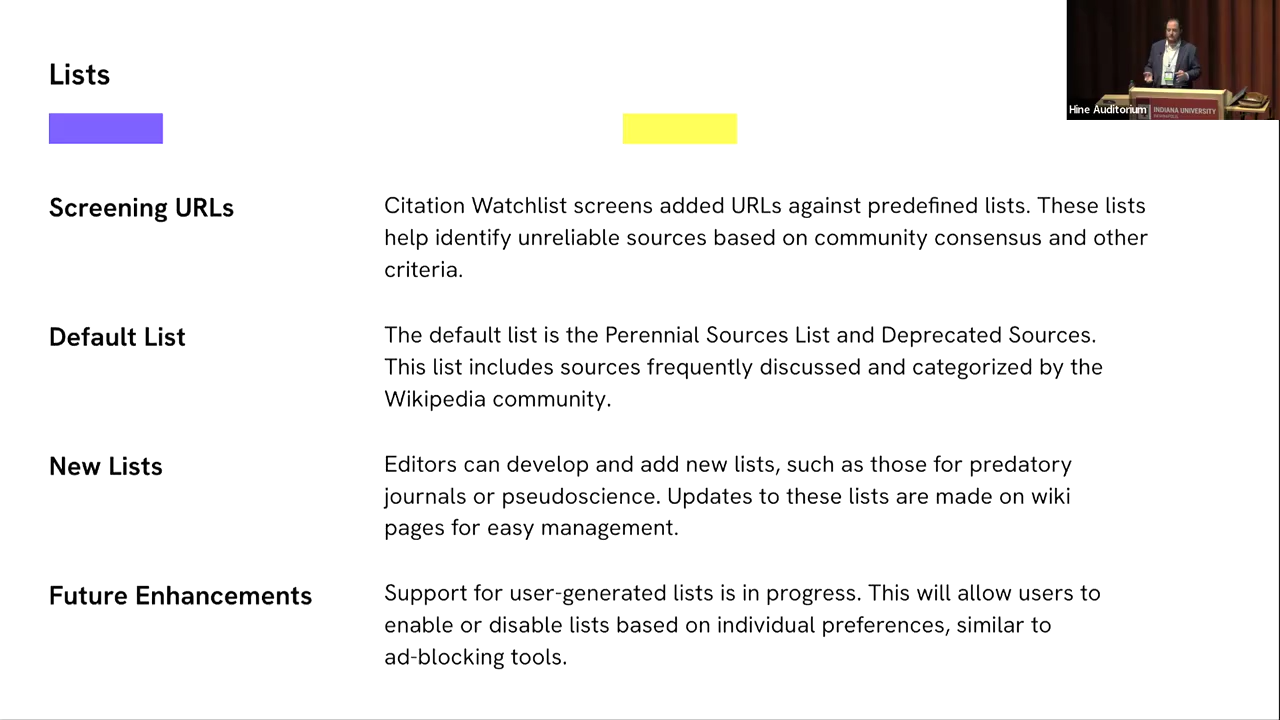 Lists
Hine Auditorium
INDIANA UNIVERSITY
Screening URLs
Citation Watchlist screens added URLs against predefined lists. These lists
help identify unreliable sources based on community consensus and other
criteria.
Default List
The default list is the Perennial Sources List and Deprecated Sources.
This list includes sources frequently discussed and categorized by the
Wikipedia community.
New Lists
Editors can develop and add new lists, such as those for predatory
journals or pseudoscience. Updates to these lists are made on wiki
pages for easy management.
Future Enhancements
Support for user-generated lists is in progress. This will allow users to
enable or disable lists based on individual preferences, similar to
ad-blocking tools.